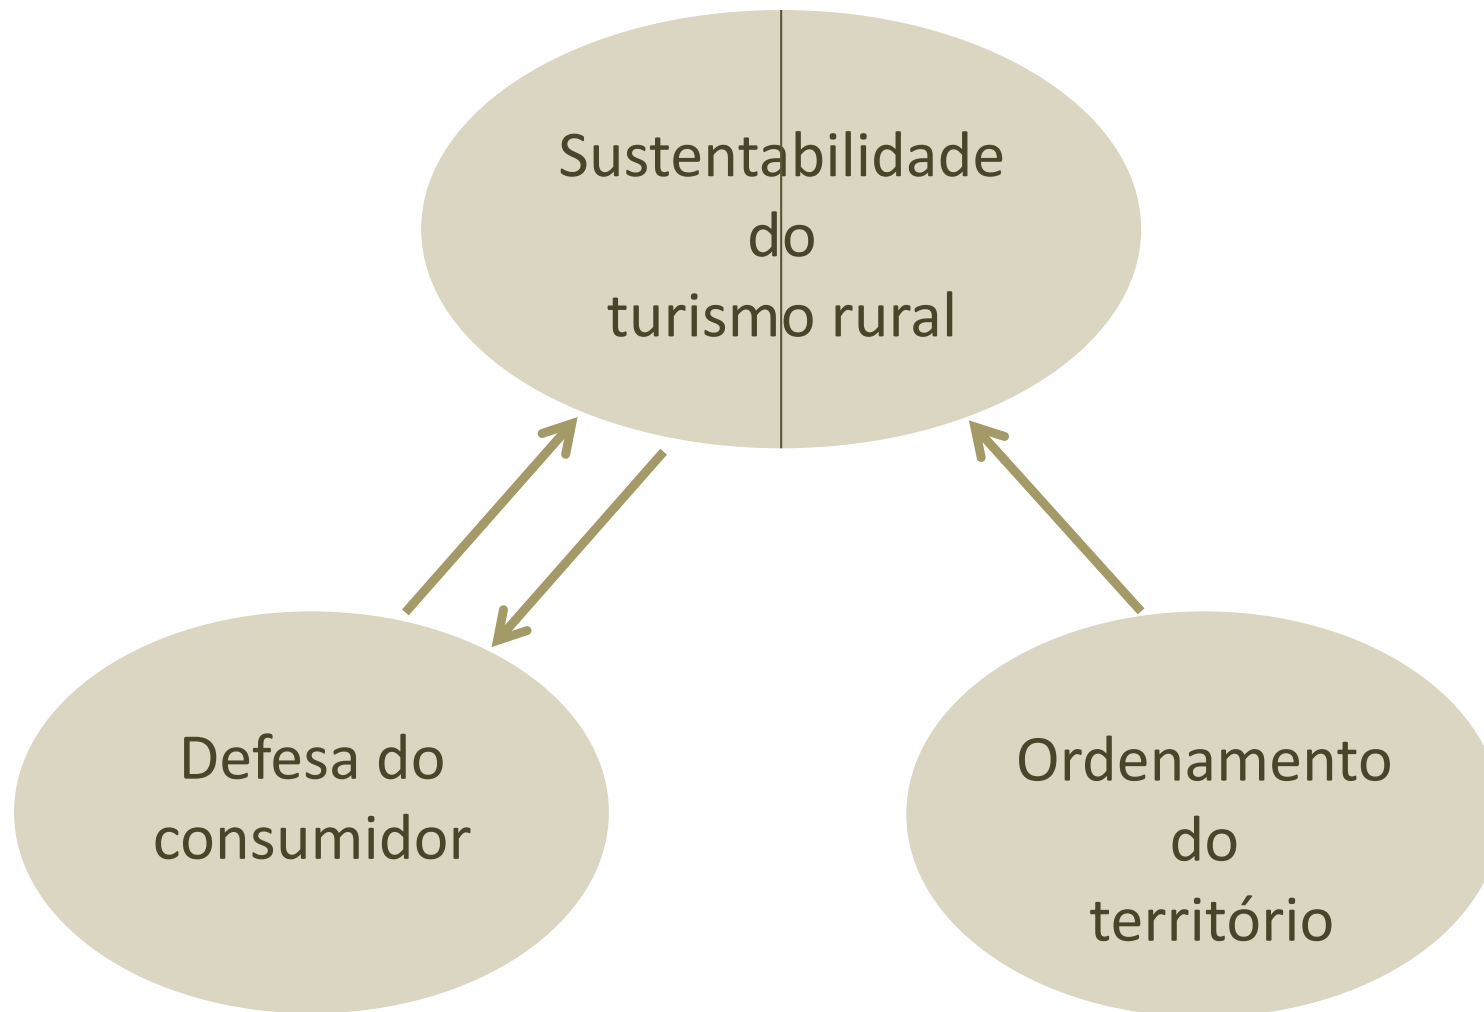 Sustentabilidade
do
turismo rural
Defesa do
consumidor
Ordenamento
do
território